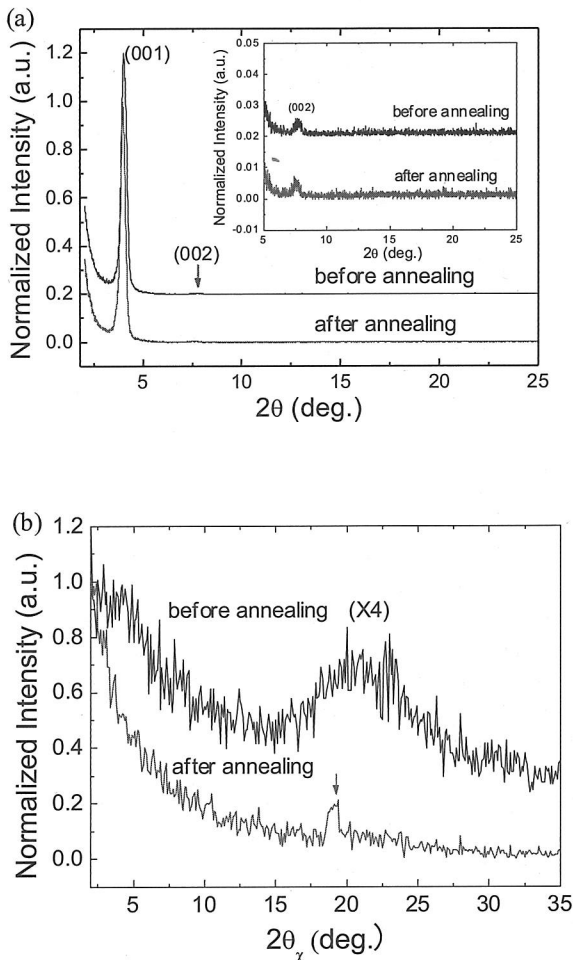 (a)
Normalized Intensity (a.u.)
1.2
1.0
0.8
0.6
0.4
0.2
0.0
(001)
(002)
before annealing
after annealing
5
10
15
20
25
2θ (deg.)
Normalized Intensity (a.u.)
0.05
0.04
0.03
0.02
0.01
0.00
-0.01
(002)
before annealing
after annealing
5
10
15
20
25
2θ (deg.)
(b)
Normalized Intensity (a.u.)
1.2
1.0
0.8
0.6
0.4
0.2
0.0
before annealing (X4)
after annealing
5
10
15
20
25
30
35
2θχ (deg.)